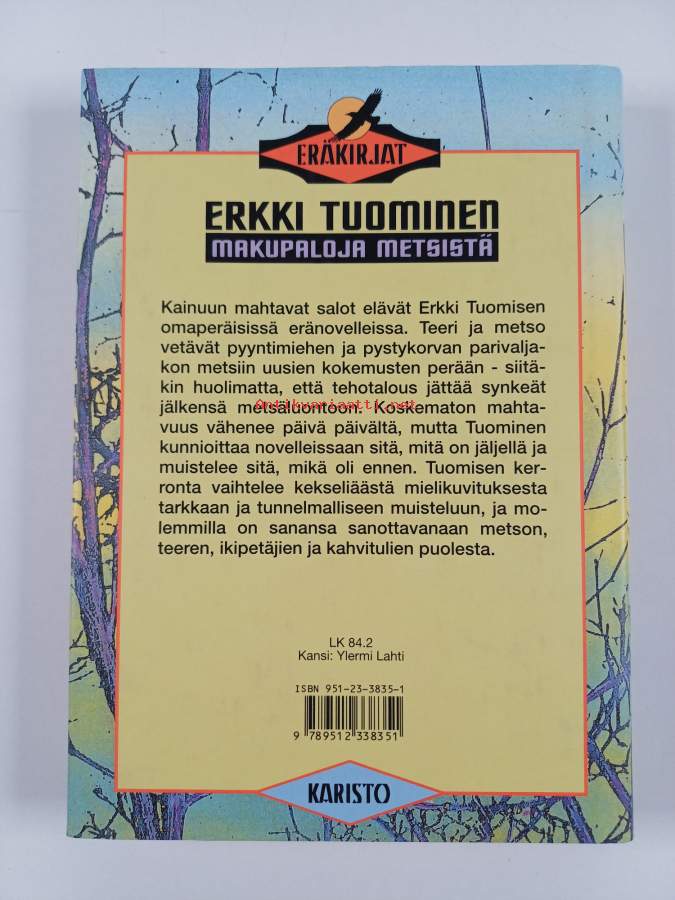 ERÄKIRJAT
ERKKI TUOMINEN
MAKUPALOJA METSISTÄ
Kainuun mahtavat salot elävät Erkki Tuomisen
omaperäisissä eränovelleissa. Teeri ja metso
vetävät pyyntimiehen ja pystykorvan parivalja-
kon metsiin uusien kokemusten perään - siitä-
kin huolimatta, että tehotalous jättää synkeät
Antikvariaatti.net
jälkensä metsäluontoon. Koskematon mahta-
vuus vähenee päivä päivältä, mutta Tuominen
kunnioittaa novelleissaan sitä, mitä on jäljellä ja
muistelee sitä, mikä oli ennen. Tuomisen ker-
ronta vaihtelee kekseliäästä mielikuvituksesta
tarkkaan ja tunnelmalliseen muisteluun, ja mo-
lemmilla on sanansa sanottavanaan metson,
teeren, ikipetäjien ja kahvitulien puolesta.
LK 84.2
Kansi: Ylermi Lahti
ISBN 951-23-3835-1
9 789512 338351
KARISTO